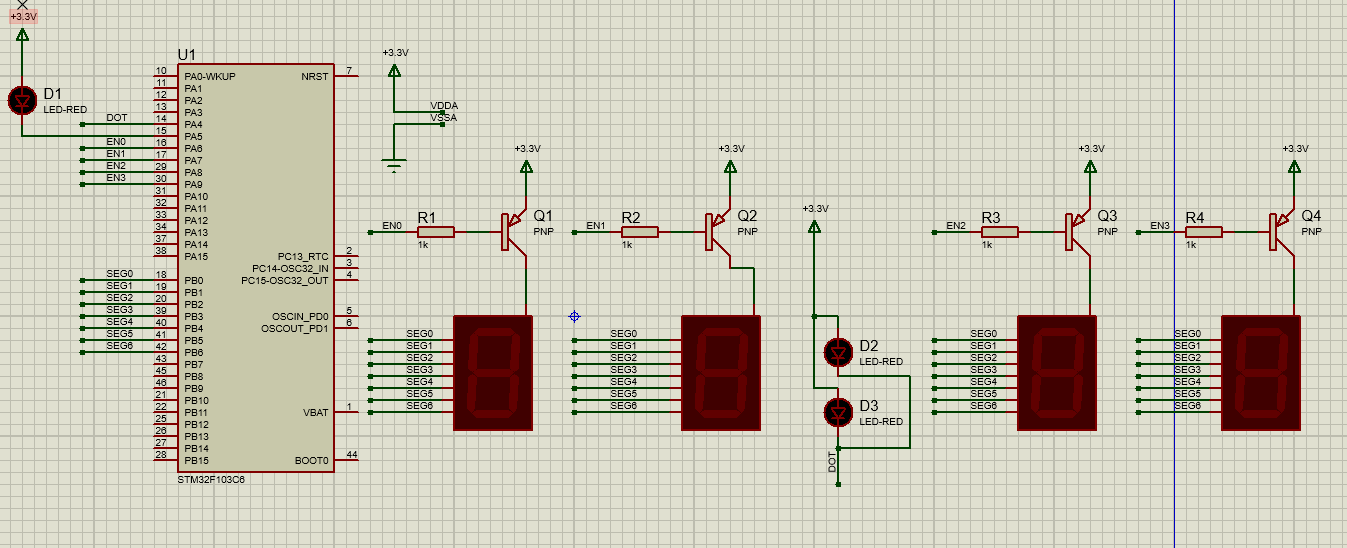 +3.3V
D1
LED-RED
U1
10 PA0-WKUP
11 PA1
12 PA2
13 PA3
DOT 14 PA4
15 PA5
EN0 16 PA6
EN1 17 PA7
EN2 29 PA8
EN3 30 PA9
31 PA10
32 PA11
33 PA12
34 PA13
37 PA14
38 PA15
SEG0 18 PB0
SEG1 19 PB1
SEG2 20 PB2
SEG3 39 PB3
SEG4 40 PB4
SEG5 41 PB5
SEG6 42 PB6
43 PB7
45 PB8
46 PB9
21 PB10
22 PB11
25 PB12
26 PB13
27 PB14
28 PB15
NRST 7
PC13_RTC 2
PC14-OSC32_IN 3
PC15-OSC32_OUT 4
OSCIN_PD0 5
OSCOUT_PD1 6
VBAT 1
BOOT0 44
STM32F103C6
+3.3V
VDDA
VSSA
+3.3V
EN0
R1
1k
Q1
PNP
SEG0
SEG1
SEG2
SEG3
SEG4
SEG5
SEG6
+3.3V
EN1
R2
1k
Q2
PNP
SEG0
SEG1
SEG2
SEG3
SEG4
SEG5
SEG6
+3.3V
D2
LED-RED
D3
LED-RED
DOT
+3.3V
EN2
R3
1k
Q3
PNP
SEG0
SEG1
SEG2
SEG3
SEG4
SEG5
SEG6
+3.3V
EN3
R4
1k
Q4
PNP
SEG0
SEG1
SEG2
SEG3
SEG4
SEG5
SEG6